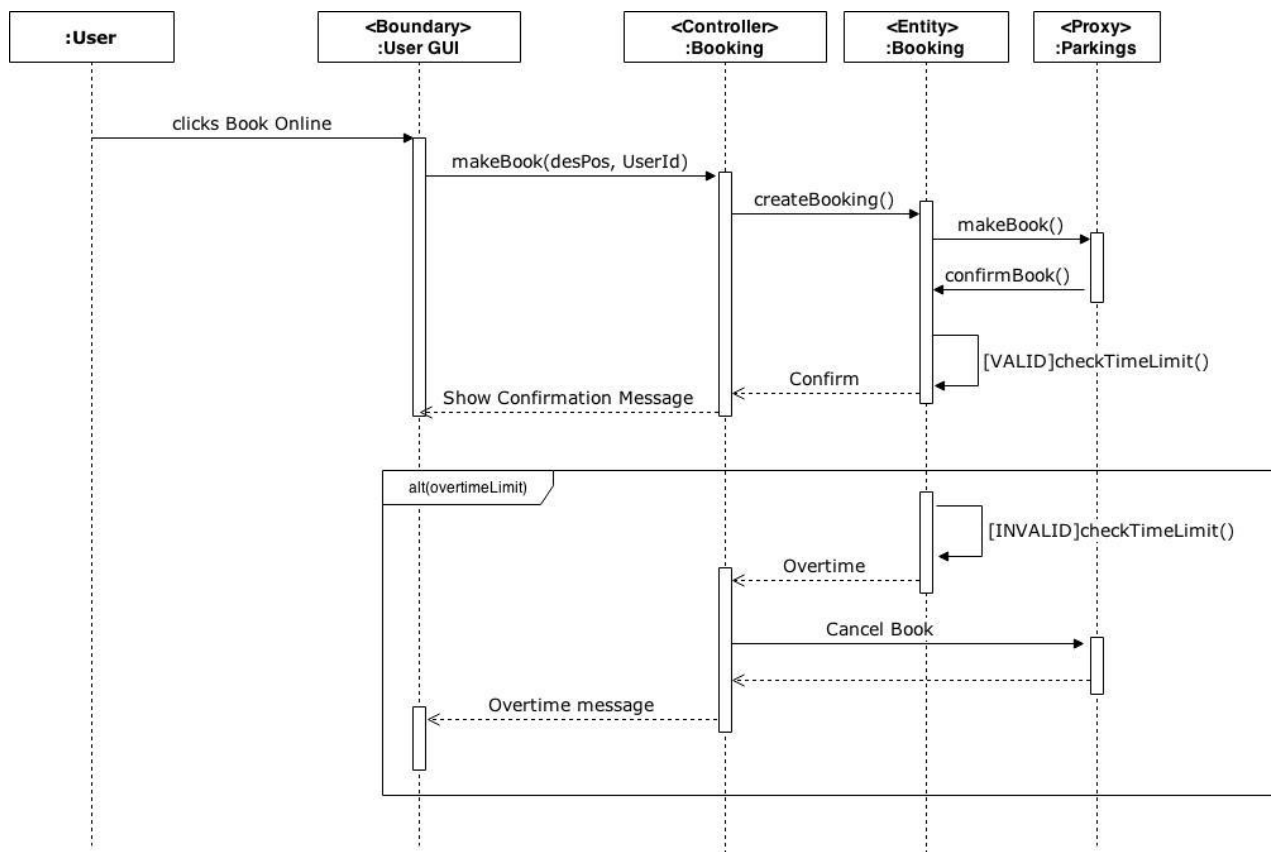 :User
<Boundary>
:User GUI
<Controller>
:Booking
<Entity>
:Booking
<Proxy>
:Parkings
clicks Book Online
makeBook(desPos, UserId)
createBooking()
makeBook()
confirmBook()
[VALID]checkTimeLimit()
Confirm
Show Confirmation Message
alt(overtimeLimit)
[INVALID]checkTimeLimit()
Overtime
Cancel Book
Overtime message